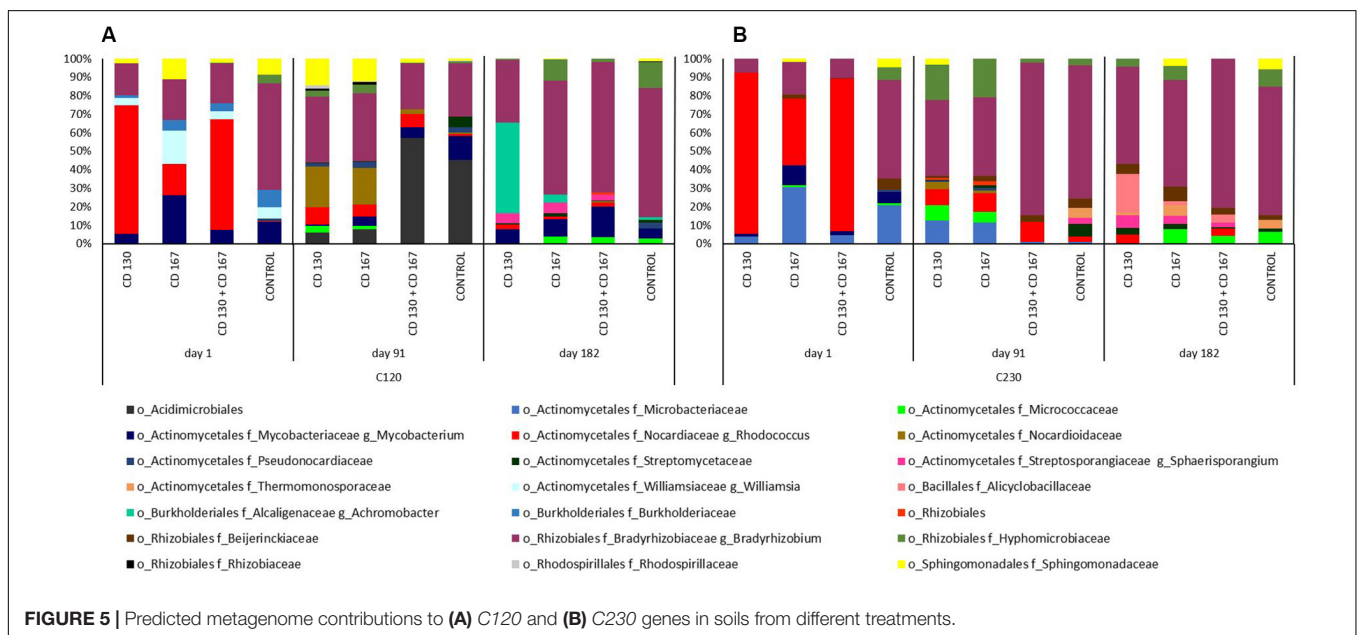 A
B
100%
90%
80%
70%
60%
50%
40%
30%
20%
10%
0%
CD 130
CD 167
CD 130 + CD 167
CONTROL
CD 130
CD 167
CD 130 + CD 167
CONTROL
CD 130
CD 167
CD 130 + CD 167
CONTROL
day 1
day 91
day 182
C120
100%
90%
80%
70%
60%
50%
40%
30%
20%
10%
0%
CD 130
CD 167
CD 130 + CD 167
CONTROL
CD 130
CD 167
CD 130 + CD 167
CONTROL
CD 130
CD 167
CD 130 + CD 167
CONTROL
day 1
day 91
day 182
C230
o_Acidimicrobiales
o_Actinomycetales f_Microbacteriaceae
o_Actinomycetales f_Micrococcaceae
o_Actinomycetales f_Mycobacteriaceae g_Mycobacterium
o_Actinomycetales f_Nocardiaceae g_Rhodococcus
o_Actinomycetales f_Nocardioidaceae
o_Actinomycetales f_Pseudonocardiaceae
o_Actinomycetales f_Streptomycetaceae
o_Actinomycetales f_Streptosporangiaceae g_Sphaerisporangium
o_Actinomycetales f_Thermomonosporaceae
o_Actinomycetales f_Williamsiaceae g_Williamsia
o_Bacillales f_Alicyclobacillaceae
o_Burkholderiales f_Alcaligenaceae g_Achromobacter
o_Burkholderiales f_Burkholderiaceae
o_Rhizobiales
o_Rhizobiales f_Beijerinckiaceae
o_Rhizobiales f_Bradyrhizobiaceae g_Bradyrhizobium
o_Rhizobiales f_Hyphomicrobiaceae
o_Rhizobiales f_Rhizobiaceae
o_Rhodospirillales f_Rhodospirillaceae
o_Sphingomonadales f_Sphingomonadaceae
FIGURE 5 | Predicted metagenome contributions to (A) C120 and (B) C230 genes in soils from different treatments.